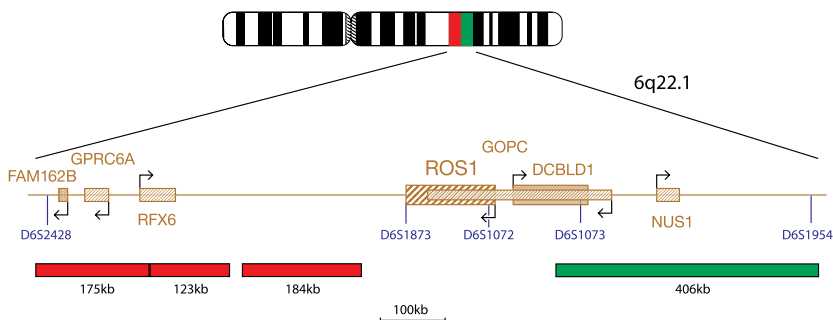 6q22.1
GOPC
GPRC6A
ROS1
DCBLD1
FAM162B
RFX6
NUS1
D6S2428
D6S1873
D6S1072
D6S1073
D6S1954
175kb
123kb
184kb
406kb
100kb